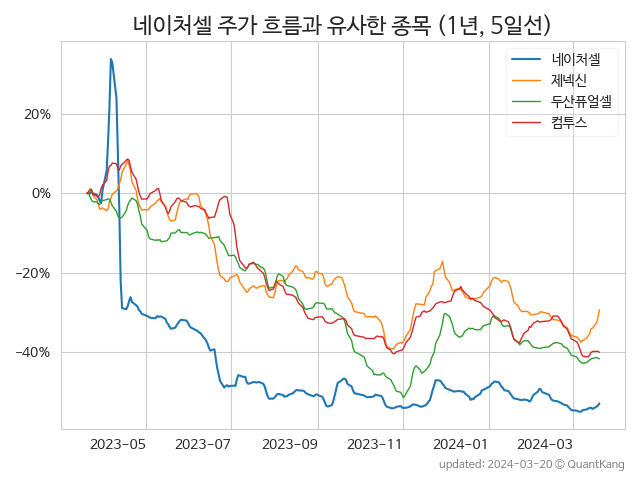 네이처셀 주가 흐름과 유사한 종목 (1년, 5일선)
네이처셀
제넥신
두산퓨얼셀
컴투스
20%
0%
−20%
−40%
2023-05 2023-07 2023-09 2023-11 2024-01 2024-03
updated: 2024-03-20 © QuantKang